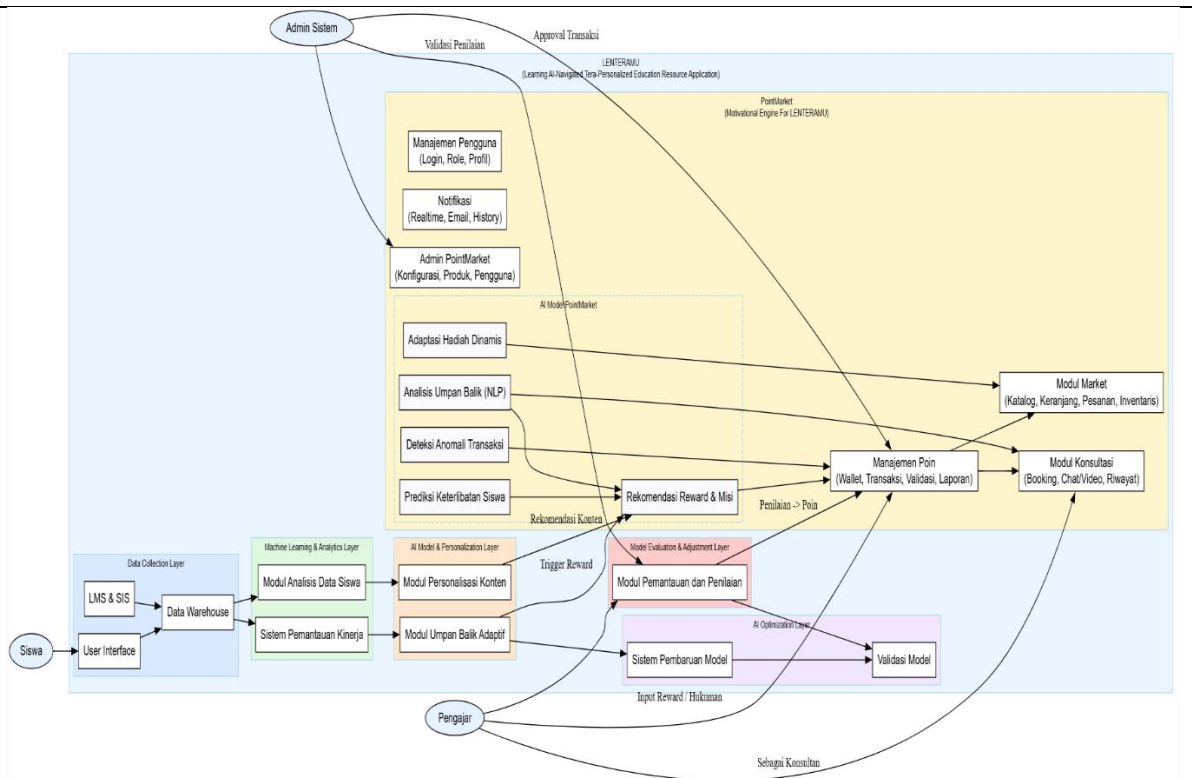 Admin Sistem
Approval Transaksi
Validasi Penilaian
LENTERAMU
(Learning AI-Navigated Tera-Personalized Education Resource Application)
PointMarket
(Motivational Engine For LENTERAMU)
Manajemen Pengguna
(Login, Role, Profil)
Notifikasi
(Realtime, Email, History)
Admin PointMarket
(Konfigurasi, Produk, Pengguna)
AI Model PointMarket
Adaptasi Hadiah Dinamis
Analisis Umpan Balik (NLP)
Deteksi Anomali Transaksi
Prediksi Keterlibatan Siswa
Rekomendasi Reward & Misi
Modul Market
(Katalog, Keranjang, Pesanan, Inventaris)
Manajemen Poin
(Wallet, Transaksi, Validasi, Laporan)
Modul Konsultasi
(Booking, Chat/Video, Riwayat)
Penilaian -> Poin
Rekomendasi Konten
Trigger Reward
Data Collection Layer
LMS & SIS
User Interface
Data Warehouse
Machine Learning & Analytics Layer
Modul Analisis Data Siswa
Sistem Pemantauan Kinerja
AI Model & Personalization Layer
Modul Personalisasi Konten
Modul Umpan Balik Adaptif
Model Evaluation & Adjustment Layer
Modul Pemantauan dan Penilaian
AI Optimization Layer
Sistem Pembaruan Model
Validasi Model
Siswa
Pengajar
Input Reward / Hukuman
Sebagai Konsultan